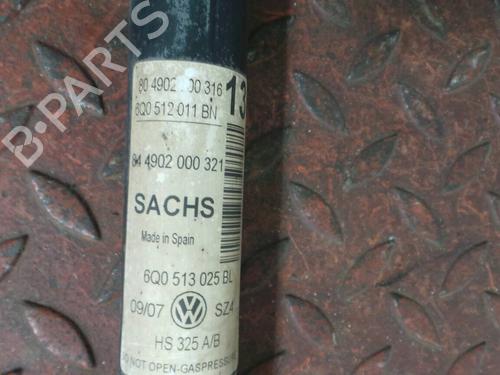 B-PARTS
80 4902 000 316
13
6Q0 512 011 BN
84 4902 000 321
SACHS
Made in Spain
6Q0 513 025 BL
09/07 SZ4
HS 325 A/B
DO NOT OPEN-GASPRESSURE